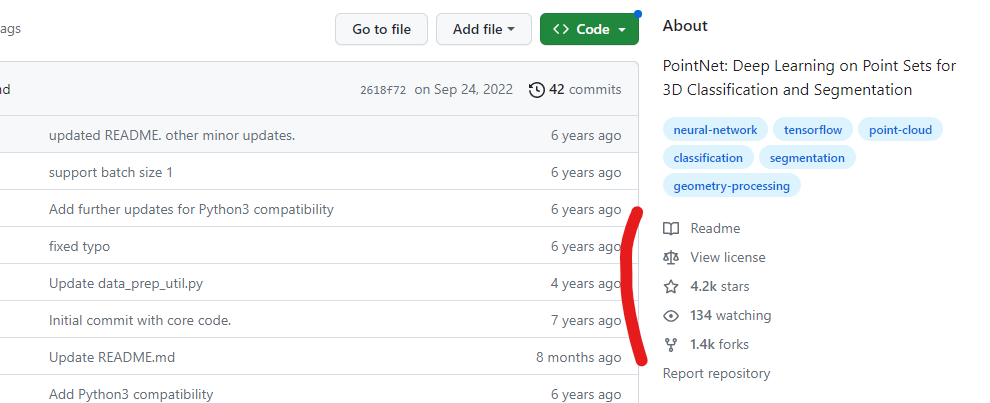 ags
Go to file
Add file
Code
nd
2618f72 on Sep 24, 2022
42 commits
updated README. other minor updates.
6 years ago
support batch size 1
6 years ago
Add further updates for Python3 compatibility
6 years ago
fixed typo
6 years ago
Update data_prep_util.py
4 years ago
Initial commit with core code.
7 years ago
Update README.md
8 months ago
Add Python3 compatibility
6 years ago
About
PointNet: Deep Learning on Point Sets for
3D Classification and Segmentation
neural-network tensorflow point-cloud
classification segmentation
geometry-processing
Readme
View license
4.2k stars
134 watching
1.4k forks
Report repository